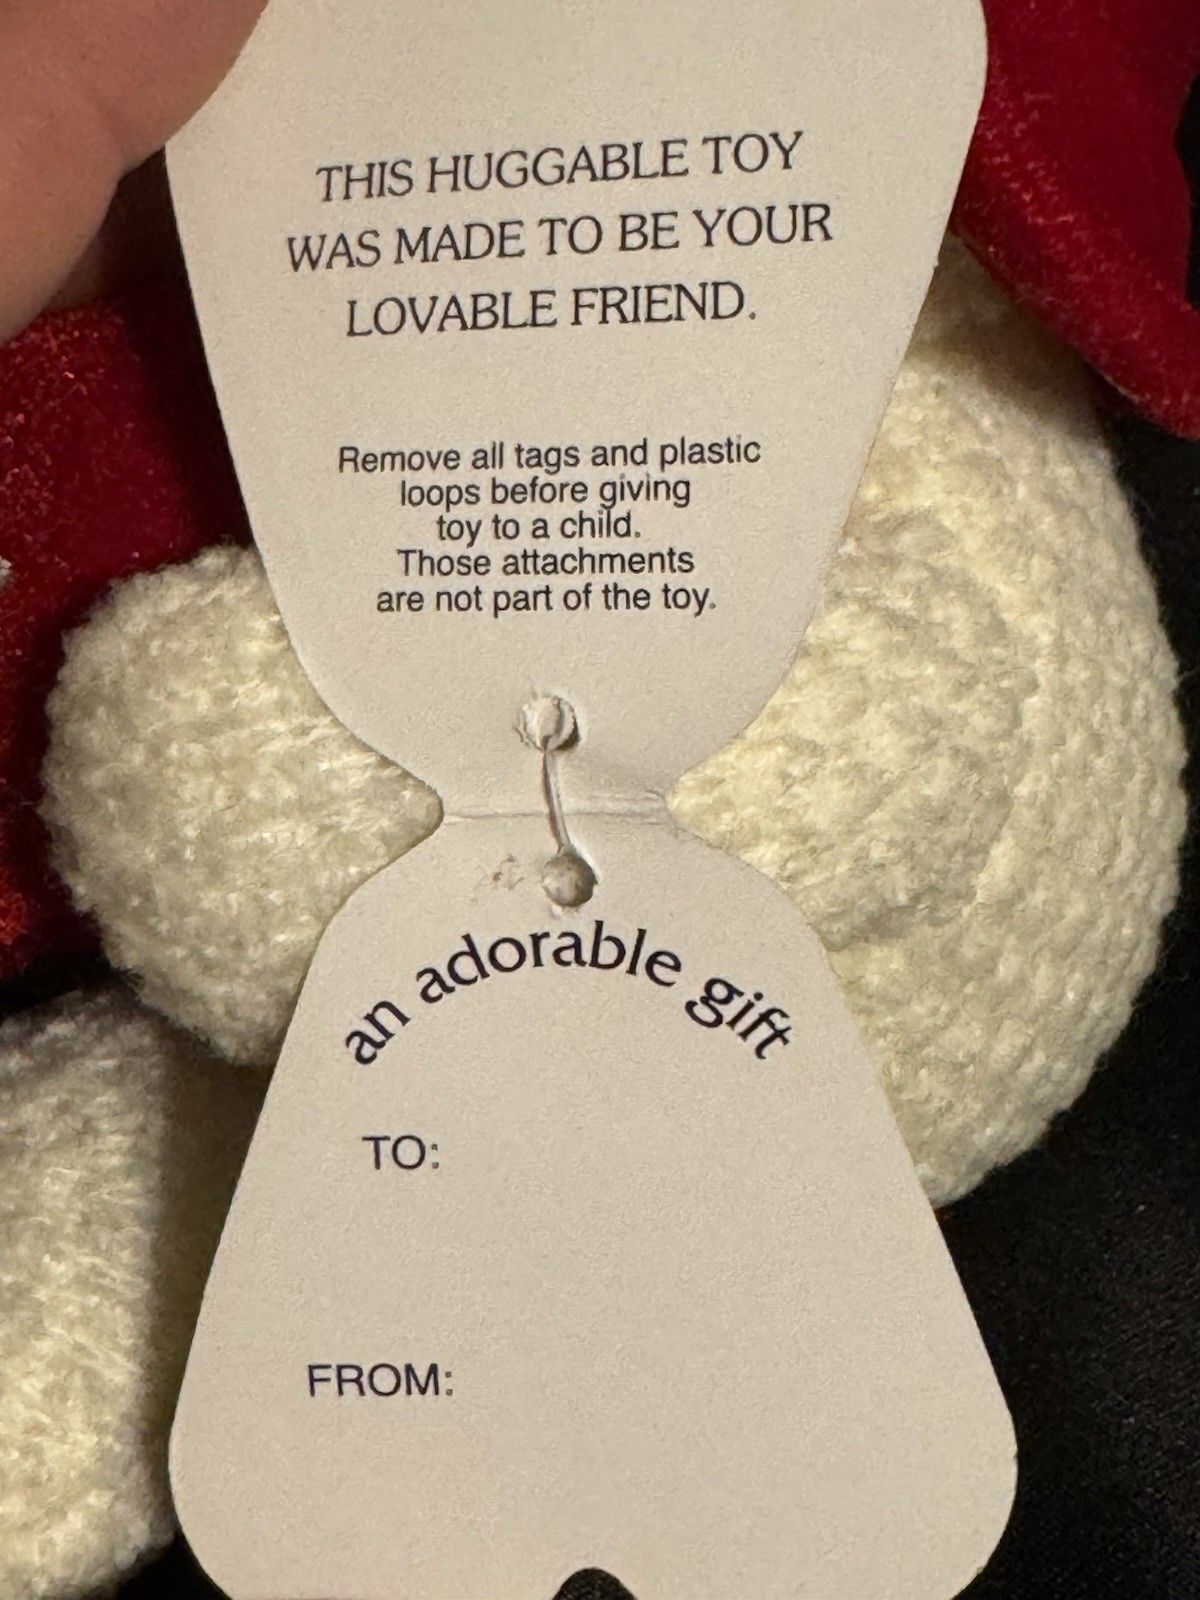 THIS HUGGABLE TOY
WAS MADE TO BE YOUR
LOVABLE FRIEND.
Remove all tags and plastic
loops before giving
toy to a child.
Those attachments
are not part of the toy.
an adorable gift
TO:
FROM: